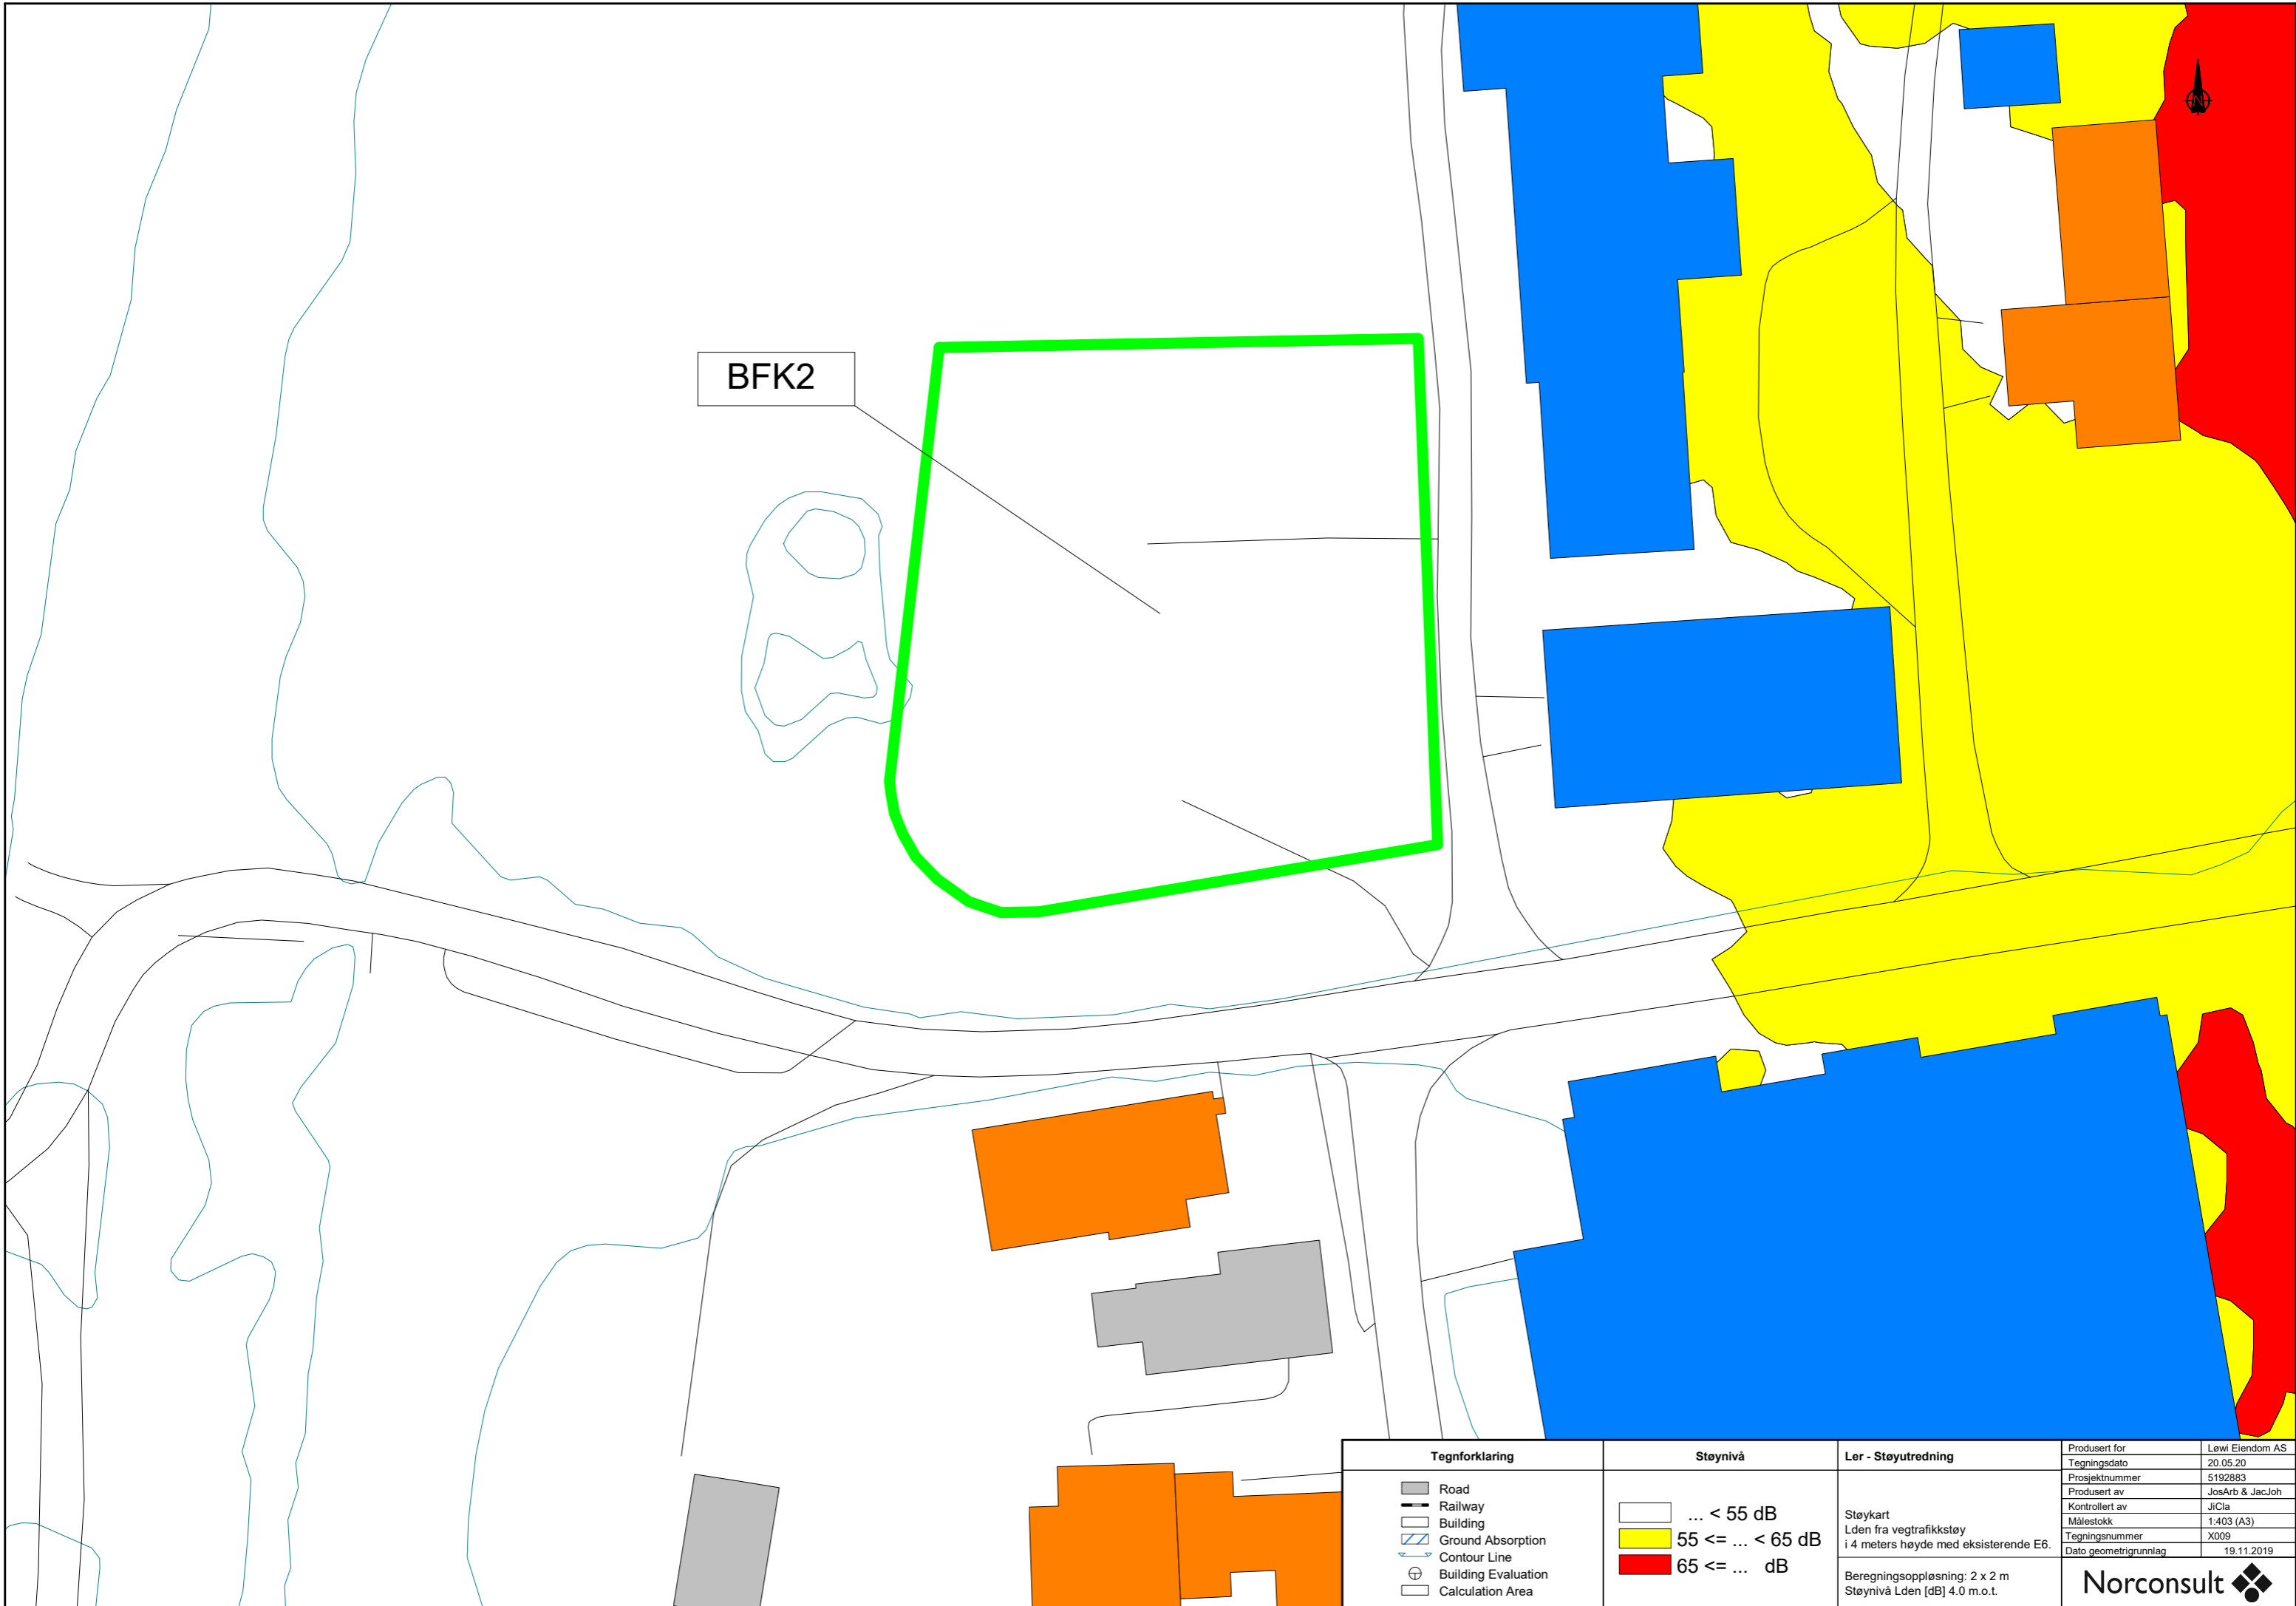 N
BFK2
Tegnforklaring
Road
Railway
Building
Ground Absorption
Contour Line
Building Evaluation
Calculation Area
Støynivå
... < 55 dB
55 <= ... < 65 dB
65 <= ... dB
Ler - Støyutredning
Støykart
Lden fra vegtrafikkstøy
i 4 meters høyde med eksisterende E6.
Beregningsoppløsning: 2 x 2 m
Støynivå Lden [dB] 4.0 m.o.t.
Produsert for Løwi Eiendom AS
Tegningsdato 20.05.20
Prosjektnummer 5192883
Produsert av JosArb & JacJoh
Kontrollert av JiCla
Målestokk 1:403 (A3)
Tegningsnummer X009
Dato geometrigrunnlag 19.11.2019
Norconsult